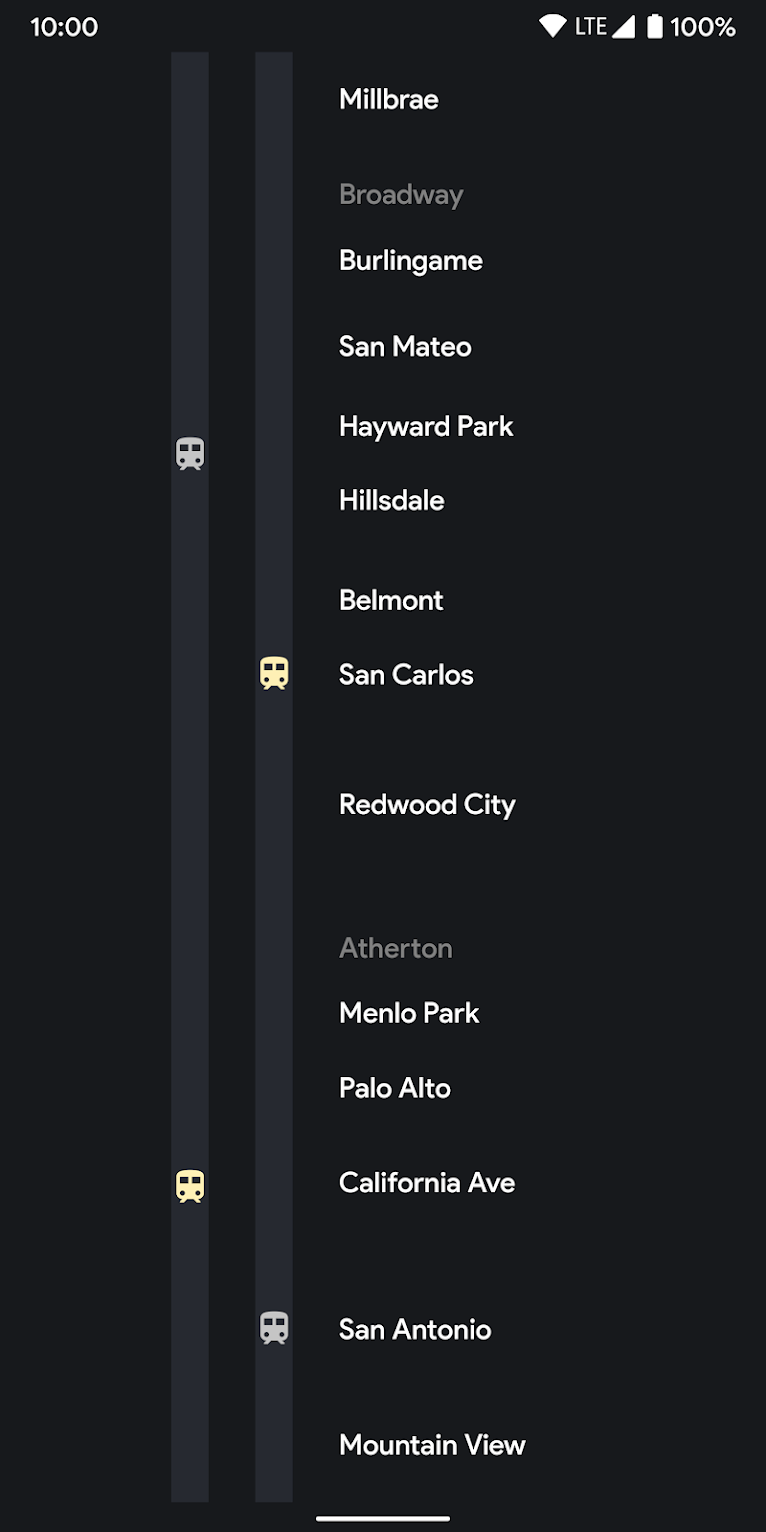 10:00 LTE 100%
Millbrae
Broadway
Burlingame
San Mateo
Hayward Park
Hillsdale
Belmont
San Carlos
Redwood City
Atherton
Menlo Park
Palo Alto
California Ave
San Antonio
Mountain View